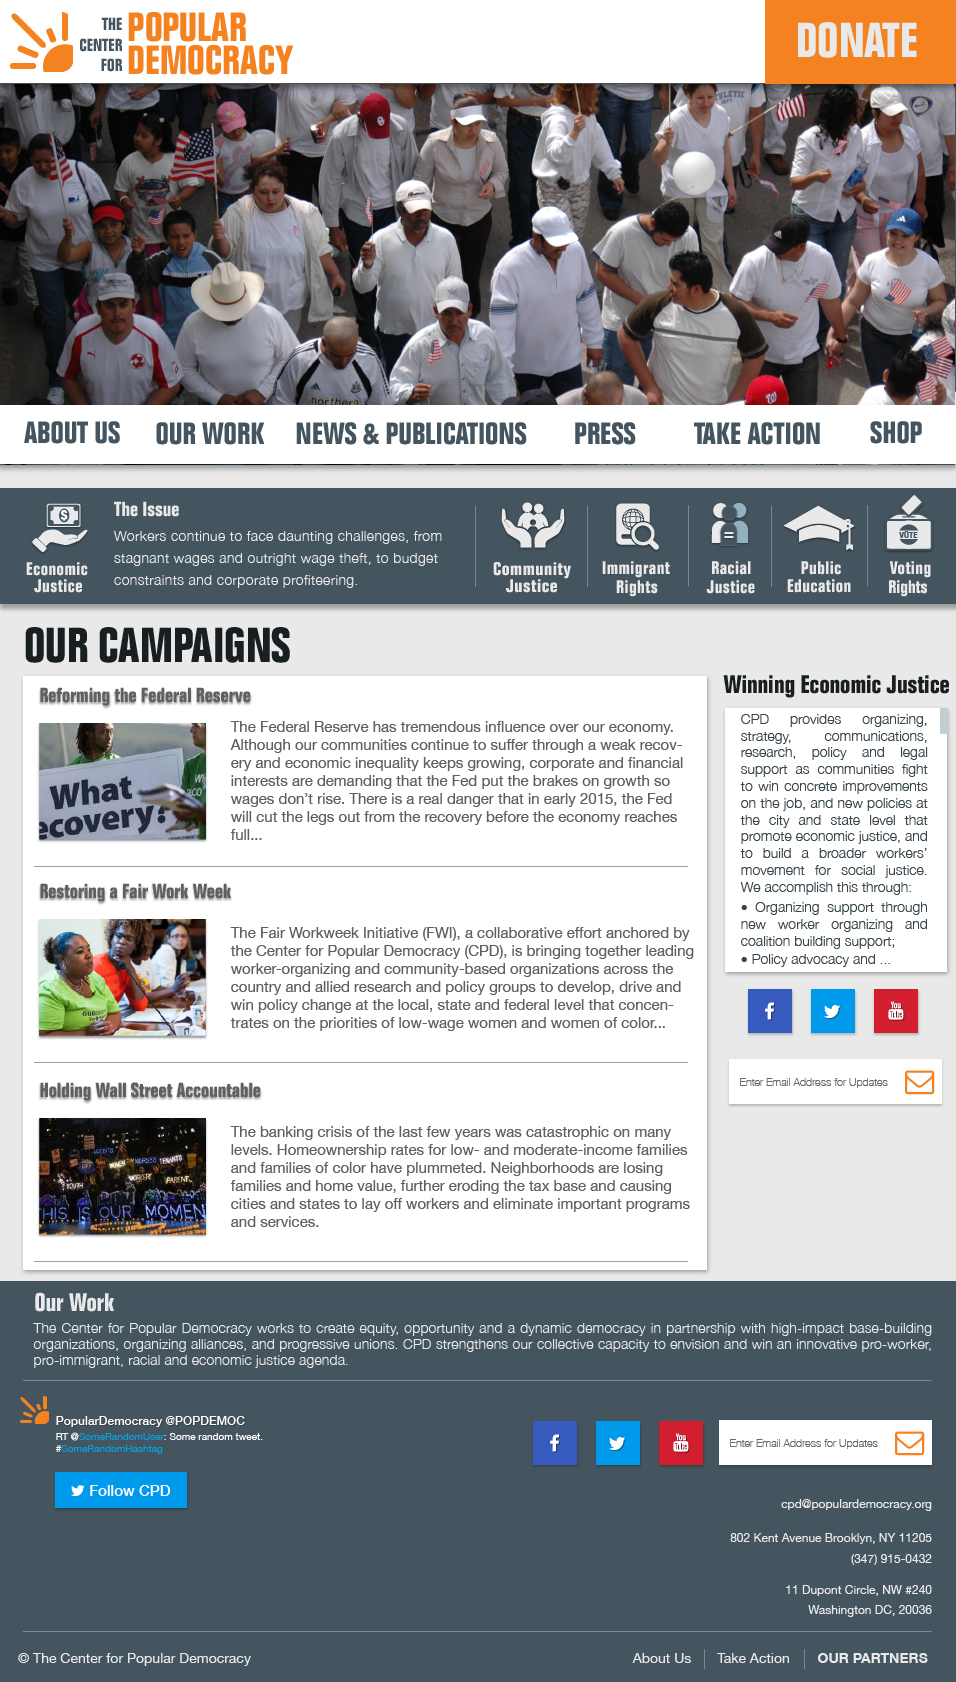 THE
CENTER
FOR
POPULAR
DEMOCRACY
DONATE
ATHLETIC
northern
ABOUT US OUR WORK NEWS & PUBLICATIONS PRESS TAKE ACTION SHOP
Economic
Justice
The Issue
Workers continue to face daunting challenges, from
stagnant wages and outright wage theft, to budget
constraints and corporate profiteering.
Community
Justice
Immigrant
Rights
Racial
Justice
Public
Education
VOTE
Voting
Rights
OUR CAMPAIGNS
Reforming the Federal Reserve
What
ecovery?
The Federal Reserve has tremendous influence over our economy.
Although our communities continue to suffer through a weak recov-
ery and economic inequality keeps growing, corporate and financial
interests are demanding that the Fed put the brakes on growth so
wages don't rise. There is a real danger that in early 2015, the Fed
will cut the legs out from the recovery before the economy reaches
full...
Restoring a Fair Work Week
The Fair Workweek Initiative (FWI), a collaborative effort anchored by
the Center for Popular Democracy (CPD), is bringing together leading
worker-organizing and community-based organizations across the
country and allied research and policy groups to develop, drive and
win policy change at the local, state and federal level that concen-
trates on the priorities of low-wage women and women of color...
Holding Wall Street Accountable
HIS IS OUR MOMEN
The banking crisis of the last few years was catastrophic on many
levels. Homeownership rates for low- and moderate-income families
and families of color have plummeted. Neighborhoods are losing
families and home value, further eroding the tax base and causing
cities and states to lay off workers and eliminate important programs
and services.
Winning Economic Justice
CPD provides organizing,
strategy, communications,
research, policy and legal
support as communities fight
to win concrete improvements
on the job, and new policies at
the city and state level that
promote economic justice, and
to build a broader workers'
movement for social justice.
We accomplish this through:
• Organizing support through
new worker organizing and
coalition building support;
• Policy advocacy and ...
You Tube
Enter Email Address for Updates
Our Work
The Center for Popular Democracy works to create equity, opportunity and a dynamic democracy in partnership with high-impact base-building
organizations, organizing alliances, and progressive unions. CPD strengthens our collective capacity to envision and win an innovative pro-worker,
pro-immigrant, racial and economic justice agenda.
PopularDemocracy @POPDEMOC
RT @SomeRandomUser: Some random tweet.
#SomeRandomHashtag
Follow CPD
You Tube
Enter Email Address for Updates
cpd@populardemocracy.org
802 Kent Avenue Brooklyn, NY 11205
(347) 915-0432
11 Dupont Circle, NW #240
Washington DC, 20036
© The Center for Popular Democracy
About Us Take Action OUR PARTNERS